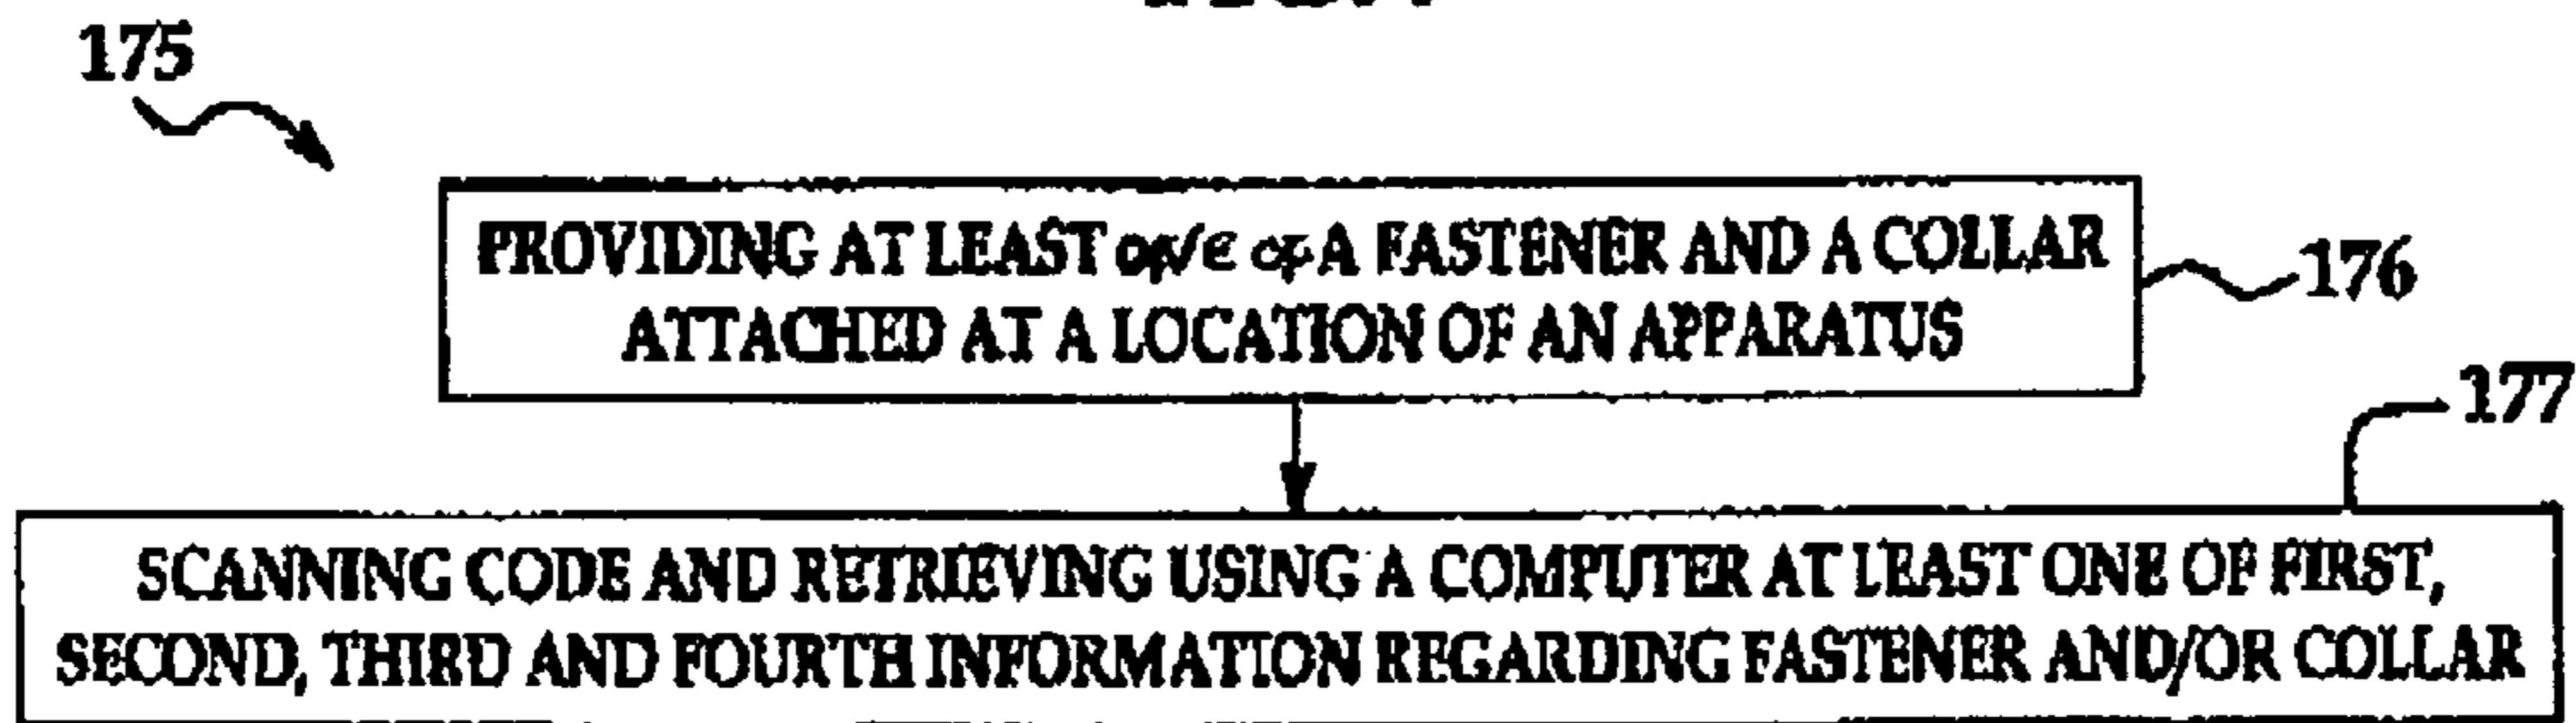 175
PROVIDING AT LEAST ONE OF A FASTENER AND A COLLAR
ATTACHED AT A LOCATION OF AN APPARATUS
176
177
SCANNING CODE AND RETRIEVING USING A COMPUTER AT LEAST ONE OF FIRST,
SECOND, THIRD AND FOURTH INFORMATION REGARDING FASTENER AND/OR COLLAR